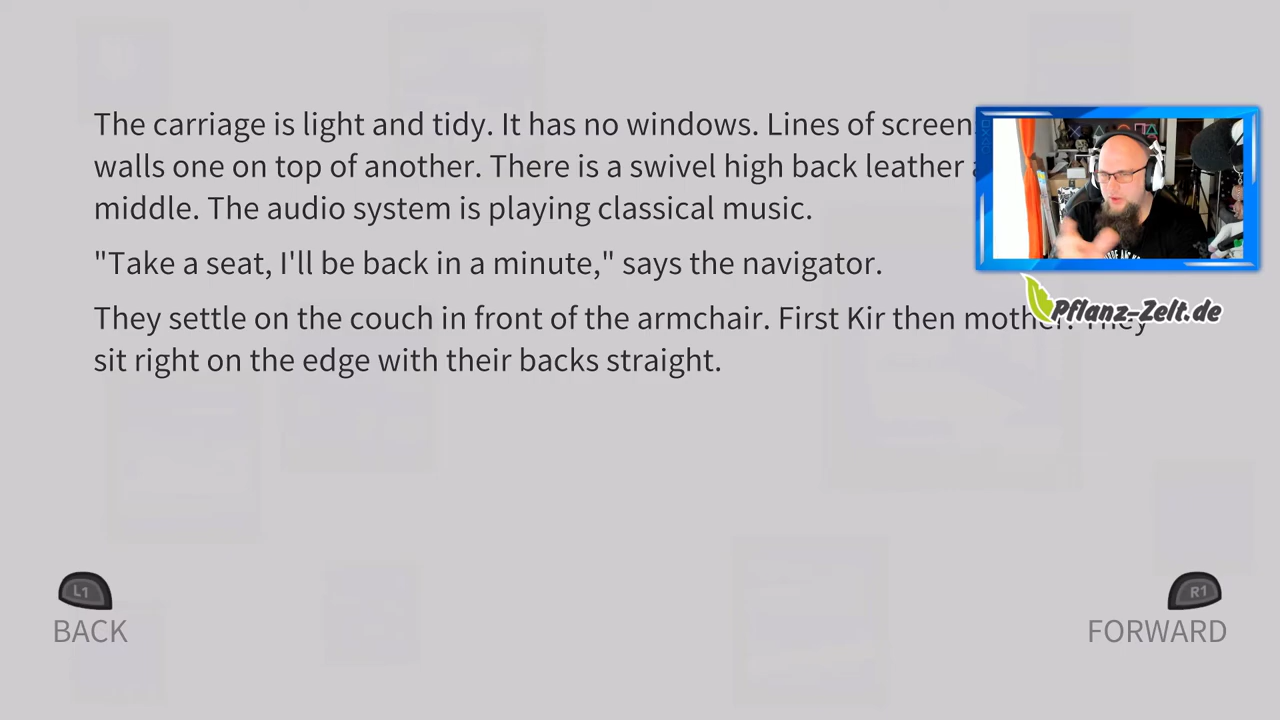 The carriage is light and tidy. It has no windows. Lines of screen
walls one on top of another. There is a swivel high back leather
middle. The audio system is playing classical music.
"Take a seat, I'll be back in a minute," says the navigator.
They settle on the couch in front of the armchair. First Kir then mother. They
sit right on the edge with their backs straight.
Pflanz-Zelt.de
L1
BACK
R1
FORWARD